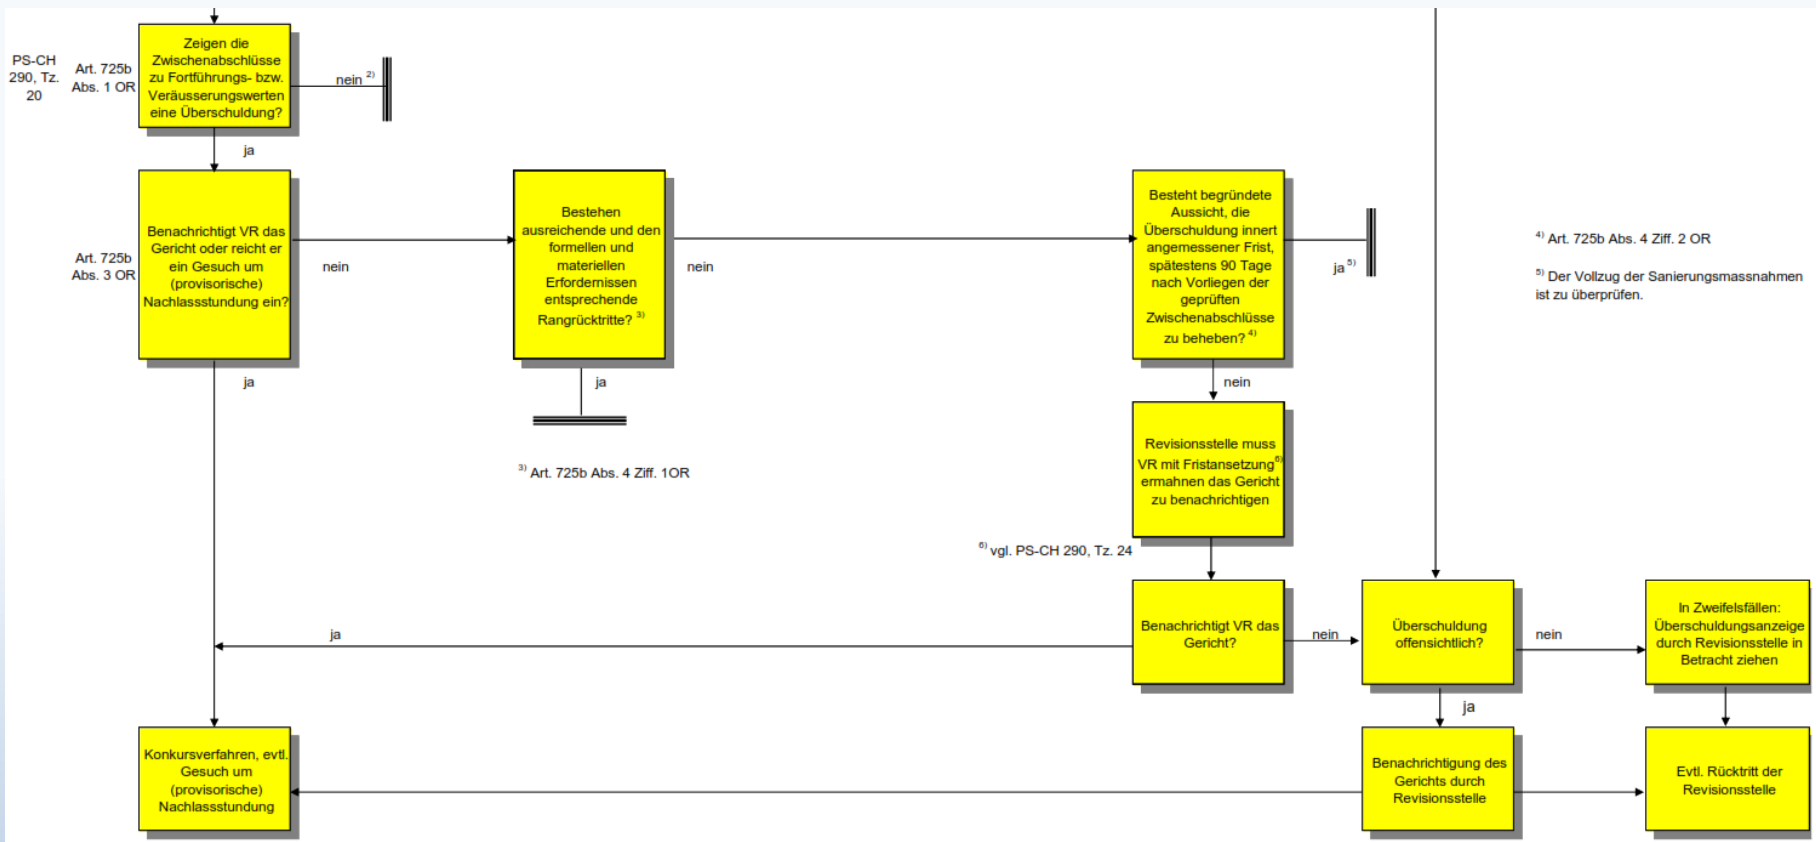 PS-CH
290, Tz.
20
Art. 725b
Abs. 1 OR
Zeigen die
Zwischenabschlüsse
zu Fortführungs- bzw.
Veräusserungswerten
eine Überschuldung?
nein 2)
ja
Art. 725b
Abs. 3 OR
Benachrichtigt VR das
Gericht oder reicht er
ein Gesuch um
(provisorische)
Nachlassstundung ein?
nein
ja
Bestehen
ausreichende und den
formellen und
materiellen
Erfordernissen
entsprechende
Rangrücktritte? 3)
nein
ja
3) Art. 725b Abs. 4 Ziff. 1OR
Besteht begründete
Aussicht, die
Überschuldung innert
angemessener Frist,
spätestens 90 Tage
nach Vorliegen der
geprüften
Zwischenabschlüsse
zu beheben? 4)
ja 5)
nein
4) Art. 725b Abs. 4 Ziff. 2 OR
5) Der Vollzug der Sanierungsmassnahmen
ist zu überprüfen.
Revisionsstelle muss
VR mit Fristansetzung6)
ermahnen das Gericht
zu benachrichtigen
6) vgl. PS-CH 290, Tz. 24
Benachrichtigt VR das
Gericht?
ja
nein
Überschuldung
offensichtlich?
nein
ja
In Zweifelsfällen:
Überschuldungsanzeige
durch Revisionsstelle in
Betracht ziehen
Konkursverfahren, evtl.
Gesuch um
(provisorische)
Nachlassstundung
Benachrichtigung des
Gerichts durch
Revisionsstelle
Evtl. Rücktritt der
Revisionsstelle